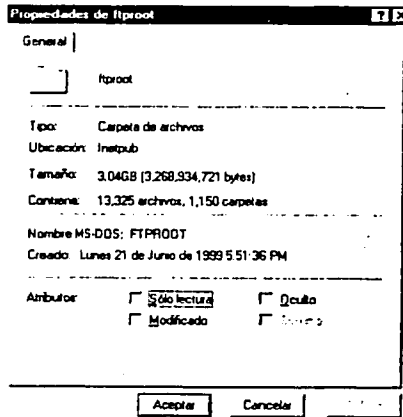 Propiedades de ftproot
General
ftproot
Tipo: Carpeta de archivos
Ubicación: Inetpub
Tamaño: 3.04GB (3,268,934,721 bytes)
Contiene: 13,325 archivos, 1,150 carpetas
Nombre MS-DOS: FTPROOT
Creado: Lunes 21 de Junio de 1999 5:51:36 PM
Atributos: Sólo lectura Oculto
Modificado
Aceptar Cancelar